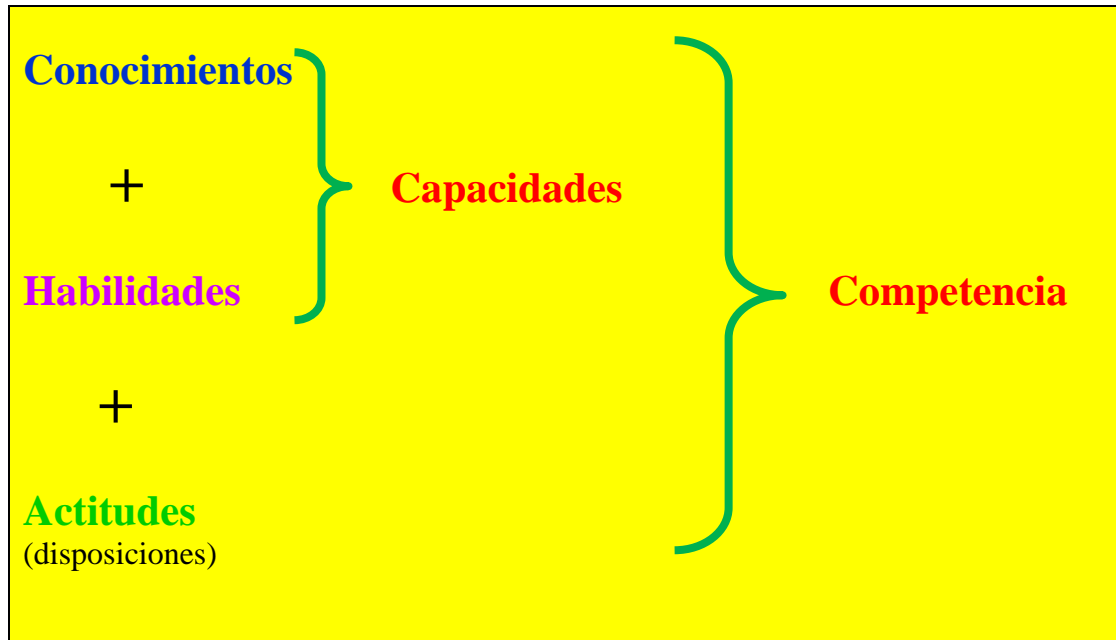 Conocimientos
+
Capacidades
Habilidades
Competencia
+
Actitudes
(disposiciones)